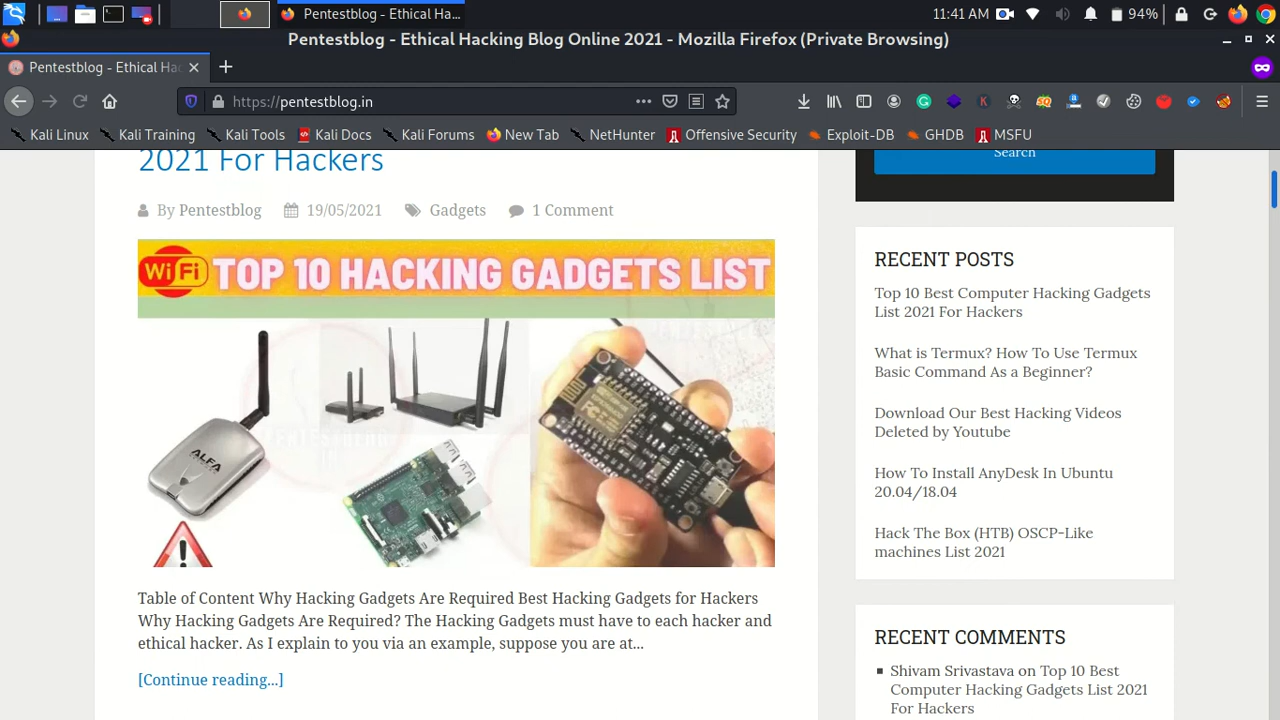 Pentestblog - Ethical Ha...
11:41 AM
94%
Pentestblog - Ethical Hacking Blog Online 2021 - Mozilla Firefox (Private Browsing)
Pentestblog - Ethical Ha
https://pentestblog.in
Kali Linux
Kali Training
Kali Tools
Kali Docs
Kali Forums
New Tab
NetHunter
Offensive Security
Exploit-DB
GHDB
MSFU
2021 For Hackers
By Pentestblog
19/05/2021
Gadgets
1 Comment
WiFi TOP 10 HACKING GADGETS LIST
ALFA
PENTESTBLOG
Table of Content Why Hacking Gadgets Are Required Best Hacking Gadgets for Hackers
Why Hacking Gadgets Are Required? The Hacking Gadgets must have to each hacker and
ethical hacker. As I explain to you via an example, suppose you are at...
[Continue reading...]
Search
RECENT POSTS
Top 10 Best Computer Hacking Gadgets
List 2021 For Hackers
What is Termux? How To Use Termux
Basic Command As a Beginner?
Download Our Best Hacking Videos
Deleted by Youtube
How To Install AnyDesk In Ubuntu
20.04/18.04
Hack The Box (HTB) OSCP-Like
machines List 2021
RECENT COMMENTS
Shivam Srivastava on Top 10 Best
Computer Hacking Gadgets List 2021
For Hackers